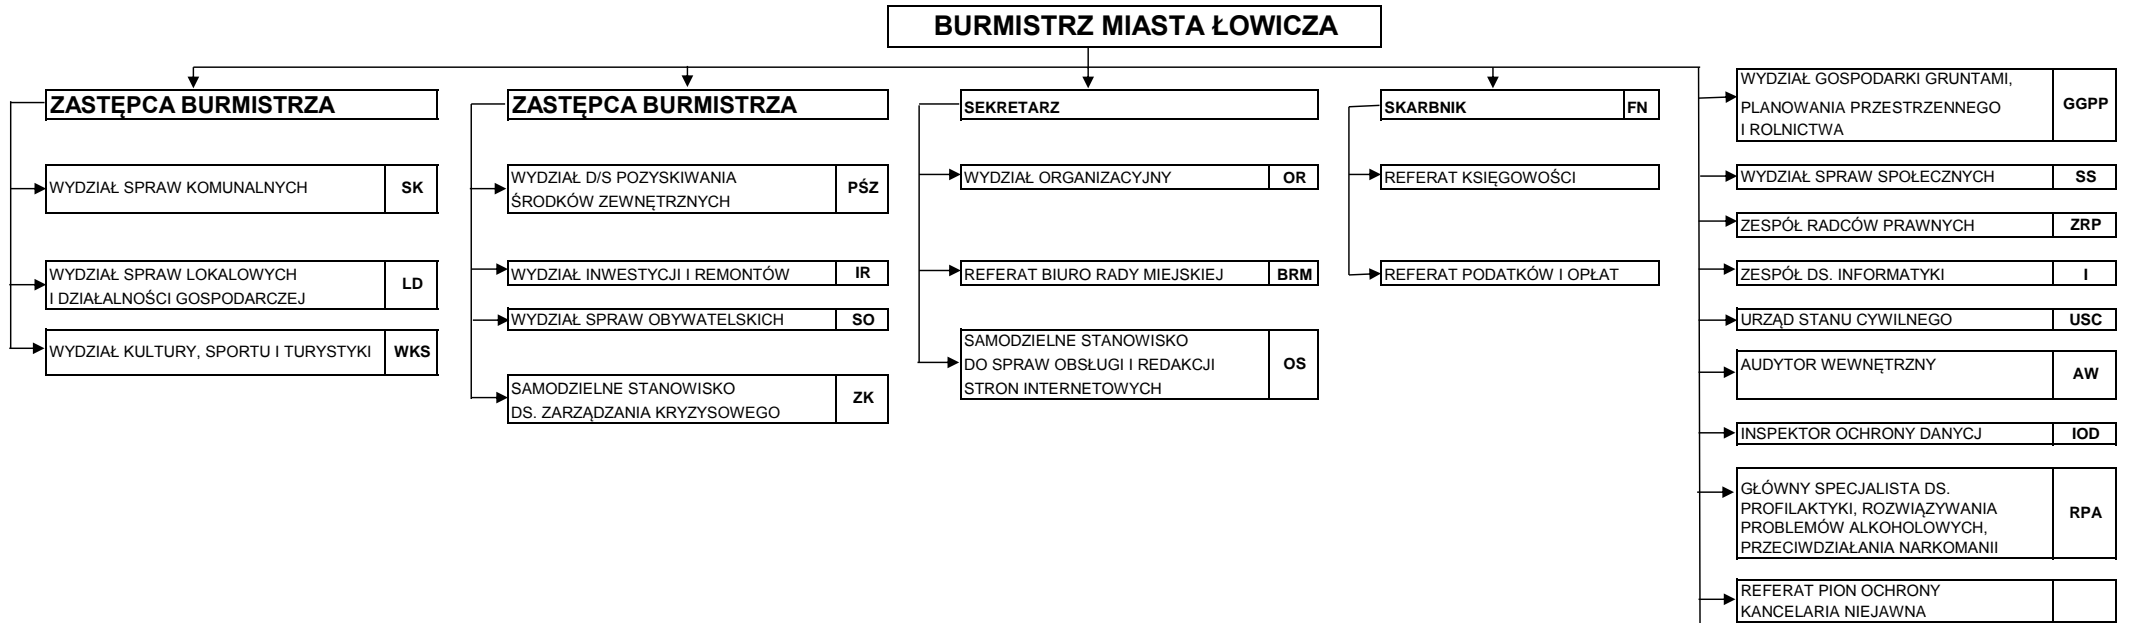 BURMISTRZ MIASTA ŁOWICZA
ZASTĘPCA BURMISTRZA
WYDZIAŁ SPRAW KOMUNALNYCH SK
WYDZIAŁ SPRAW LOKALOWYCH
I DZIAŁALNOŚCI GOSPODARCZEJ LD
WYDZIAŁ KULTURY, SPORTU I TURYSTYKI WKS
ZASTĘPCA BURMISTRZA
WYDZIAŁ D/S POZYSKIWANIA
ŚRODKÓW ZEWNĘTRZNYCH PŚZ
WYDZIAŁ INWESTYCJI I REMONTÓW IR
WYDZIAŁ SPRAW OBYWATELSKICH SO
SAMODZIELNE STANOWISKO
DS. ZARZĄDZANIA KRYZYSOWEGO ZK
SEKRETARZ
WYDZIAŁ ORGANIZACYJNY OR
REFERAT BIURO RADY MIEJSKIEJ BRM
SAMODZIELNE STANOWISKO
DO SPRAW OBSŁUGI I REDAKCJI OS
STRON INTERNETOWYCH
SKARBNIK FN
REFERAT KSIĘGOWOŚCI
REFERAT PODATKÓW I OPŁAT
WYDZIAŁ GOSPODARKI GRUNTAMI,
PLANOWANIA PRZESTRZENNEGO GGPP
I ROLNICTWA
WYDZIAŁ SPRAW SPOŁECZNYCH SS
ZESPÓŁ RADCÓW PRAWNYCH ZRP
ZESPÓŁ DS. INFORMATYKI I
URZĄD STANU CYWILNEGO USC
AUDYTOR WEWNĘTRZNY AW
INSPEKTOR OCHRONY DANYCJ IOD
GŁÓWNY SPECJALISTA DS.
PROFILAKTYKI, ROZWIĄZYWANIA RPA
PROBLEMÓW ALKOHOLOWYCH,
PRZECIWDZIAŁANIA NARKOMANII
REFERAT PION OCHRONY
KANCELARIA NIEJAWNA